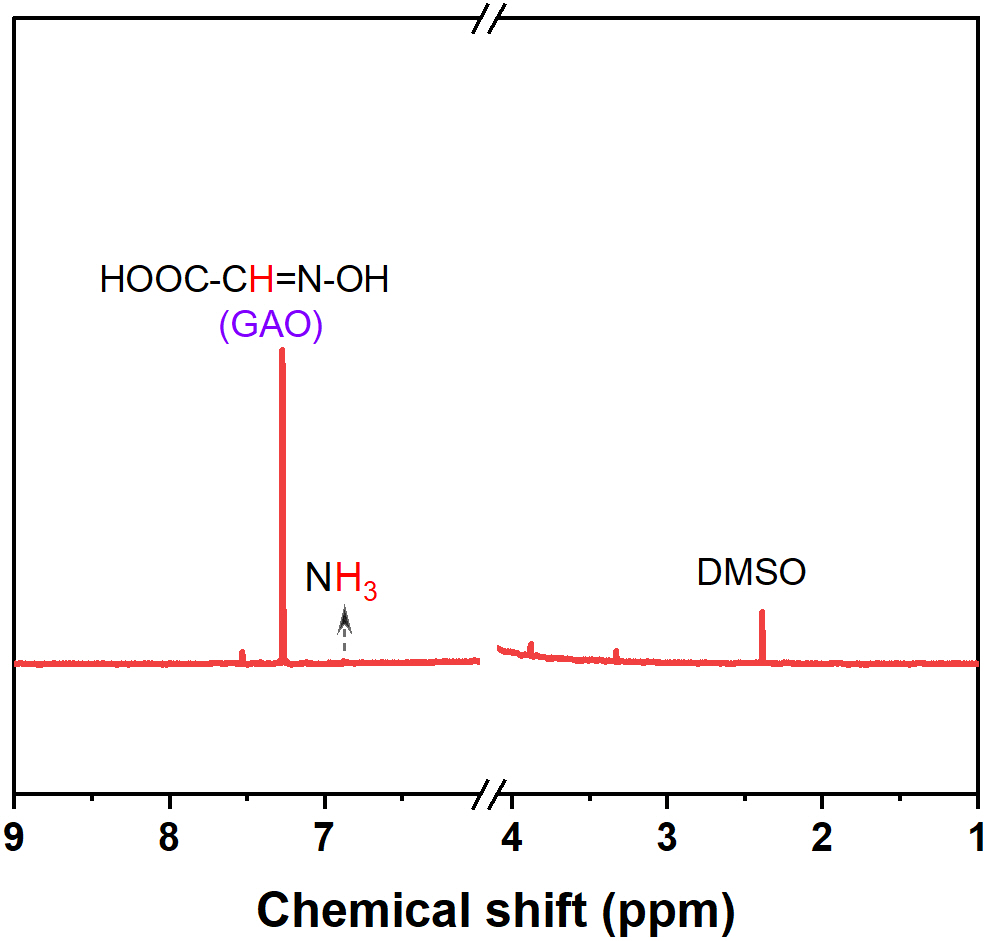 HOOC-CH=N-OH
(GAO)
NH₃
DMSO
9 8 7 4 3 2 1
Chemical shift (ppm)